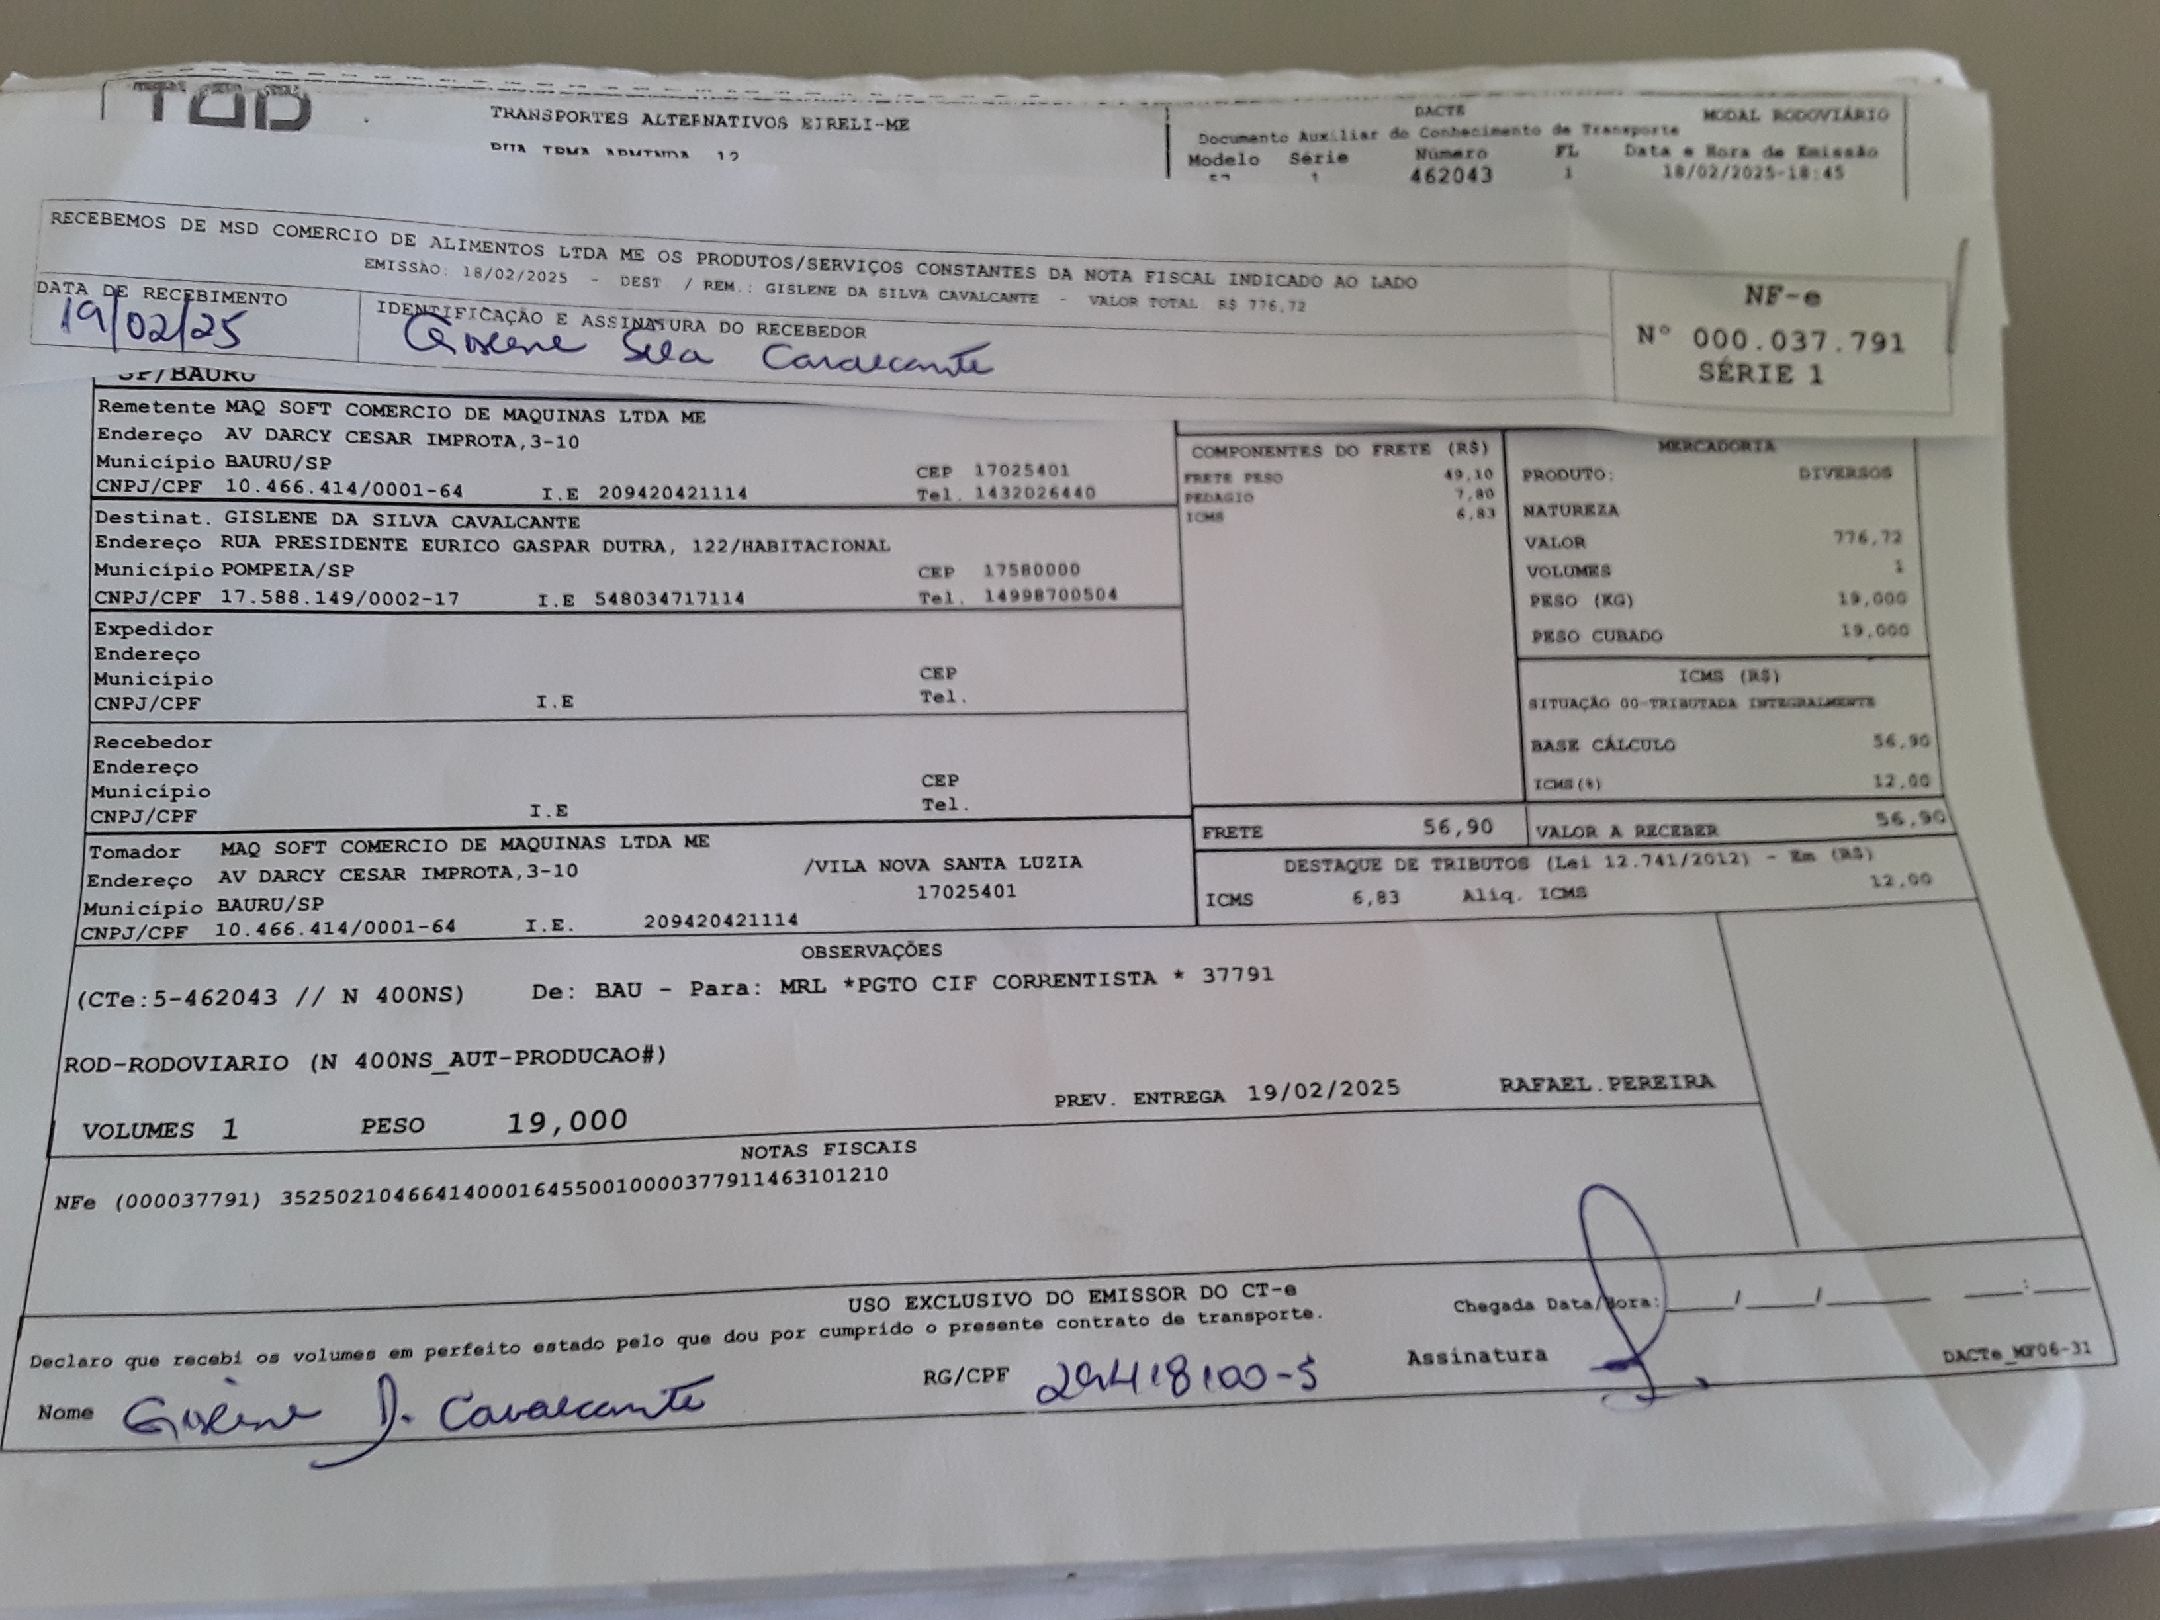 TRANSPORTES ALTERNATIVOS EIRELI-ME
DACTE
MODAL RODOVIÁRIO
Documento Auxiliar do Conhecimento de Transporte
Modelo Série Número FL Data e Hora de Emissão
462043 1 18/02/2025-18:45
RECEBEMOS DE MSD COMERCIO DE ALIMENTOS LTDA ME OS PRODUTOS/SERVIÇOS CONSTANTES DA NOTA FISCAL INDICADO AO LADO
EMISSÃO: 18/02/2025 - DEST / REM.: GISLENE DA SILVA CAVALCANTE - VALOR TOTAL R$ 776,72
DATA DE RECEBIMENTO
19/02/25
IDENTIFICAÇÃO E ASSINATURA DO RECEBEDOR
Cavalcante
NF-e
Nº 000.037.791
SÉRIE 1
SP/BAURU
Remetente MAQ SOFT COMERCIO DE MAQUINAS LTDA ME
Endereço AV DARCY CESAR IMPROTA,3-10
Município BAURU/SP CEP 17025401
CNPJ/CPF 10.466.414/0001-64 I.E 209420421114 Tel. 1432026440
Destinat. GISLENE DA SILVA CAVALCANTE
Endereço RUA PRESIDENTE EURICO GASPAR DUTRA, 122/HABITACIONAL
Município POMPEIA/SP CEP 17580000
CNPJ/CPF 17.588.149/0002-17 I.E 548034717114 Tel. 14998700504
Expedidor
Endereço
Município CEP
CNPJ/CPF I.E Tel.
Recebedor
Endereço
Município CEP
CNPJ/CPF I.E Tel.
Tomador MAQ SOFT COMERCIO DE MAQUINAS LTDA ME
Endereço AV DARCY CESAR IMPROTA,3-10 /VILA NOVA SANTA LUZIA
Município BAURU/SP 17025401
CNPJ/CPF 10.466.414/0001-64 I.E. 209420421114
COMPONENTES DO FRETE (R$)
FRETE PESO 49,10
PEDAGIO 7,80
ICMS 6,83
MERCADORIA
PRODUTO: DIVERSOS
NATUREZA
VALOR 776,72
VOLUMES 1
PESO (KG) 19,000
PESO CUBADO 19,000
ICMS (R$)
SITUAÇÃO 00-TRIBUTADA INTEGRALMENTE
BASE CÁLCULO 56,90
ICMS(%) 12,00
FRETE 56,90
VALOR A RECEBER 56,90
DESTAQUE DE TRIBUTOS (Lei 12.741/2012) - Em (R$)
ICMS 6,83 Aliq. ICMS 12,00
OBSERVAÇÕES
(CTe:5-462043 // N 400NS) De: BAU - Para: MRL *PGTO CIF CORRENTISTA * 37791
ROD-RODOVIARIO (N 400NS_AUT-PRODUCAO#)
PREV. ENTREGA 19/02/2025 RAFAEL.PEREIRA
VOLUMES 1 PESO 19,000
NOTAS FISCAIS
NFe (000037791) 35250210466414000164550010000377911463101210
USO EXCLUSIVO DO EMISSOR DO CT-e
Declaro que recebi os volumes em perfeito estado pelo que dou por cumprido o presente contrato de transporte.
Chegada Data/Hora:____/____/______ ___:___
Nome Gislene D. Cavalcante
RG/CPF 29418100-5
Assinatura
DACTe_MF06-31